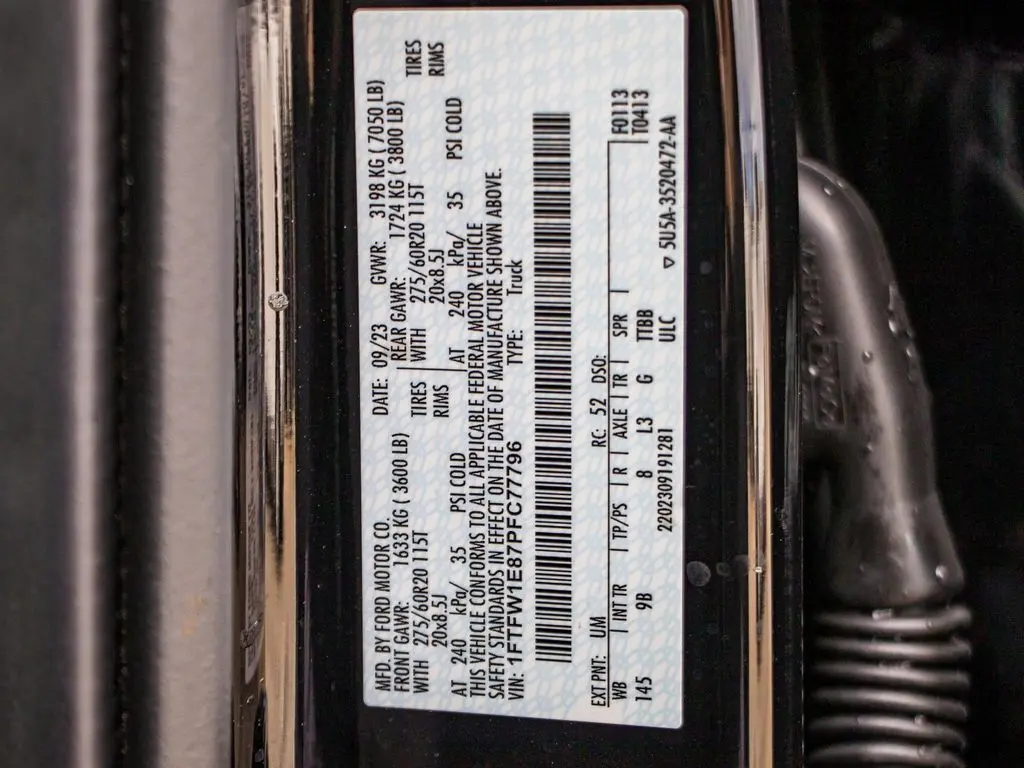 MFD. BY FORD MOTOR CO. DATE: 09/23 GVWR: 3198 KG ( 7050 LB)
FRONT GAWR: 1633 KG ( 3600 LB) REAR GAWR: 1724 KG ( 3800 LB)
WITH 275/60R20 115T TIRES WITH 275/60R20 115T TIRES
20x8.5J RIMS 20x8.5J RIMS
AT 240 kPa/ 35 PSI COLD AT 240 kPa/ 35 PSI COLD
THIS VEHICLE CONFORMS TO ALL APPLICABLE FEDERAL MOTOR VEHICLE
SAFETY STANDARDS IN EFFECT ON THE DATE OF MANUFACTURE SHOWN ABOVE.
VIN: 1FTFW1E87PFC77796 TYPE: Truck
EXT PNT: UM RC: 52 DSO:
WB | INT TR | TP/PS | R | AXLE | TR | SPR | F0113
145 9B 8 L3 G TTBB T0413
2202309191281 ULC ▽ 5U5A-3520472-AA